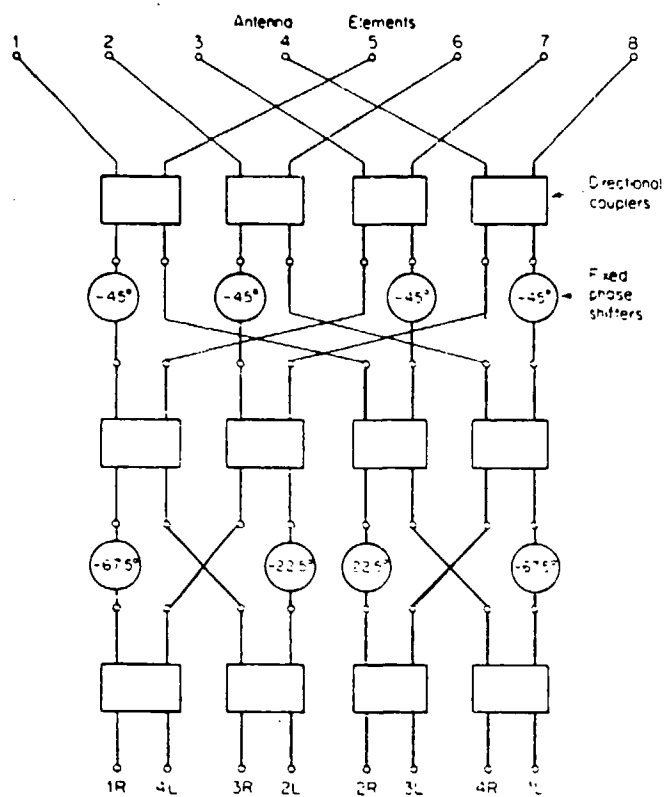 Antenna Elements
1 2 3 4 5 6 7 8
Directional
couplers
-45° -45° -45° -45°
Fixed
phase
shifters
-67.5° -22.5° 22.5° -67.5°
1R 4L 3R 2L 2R 3L 4R 1L